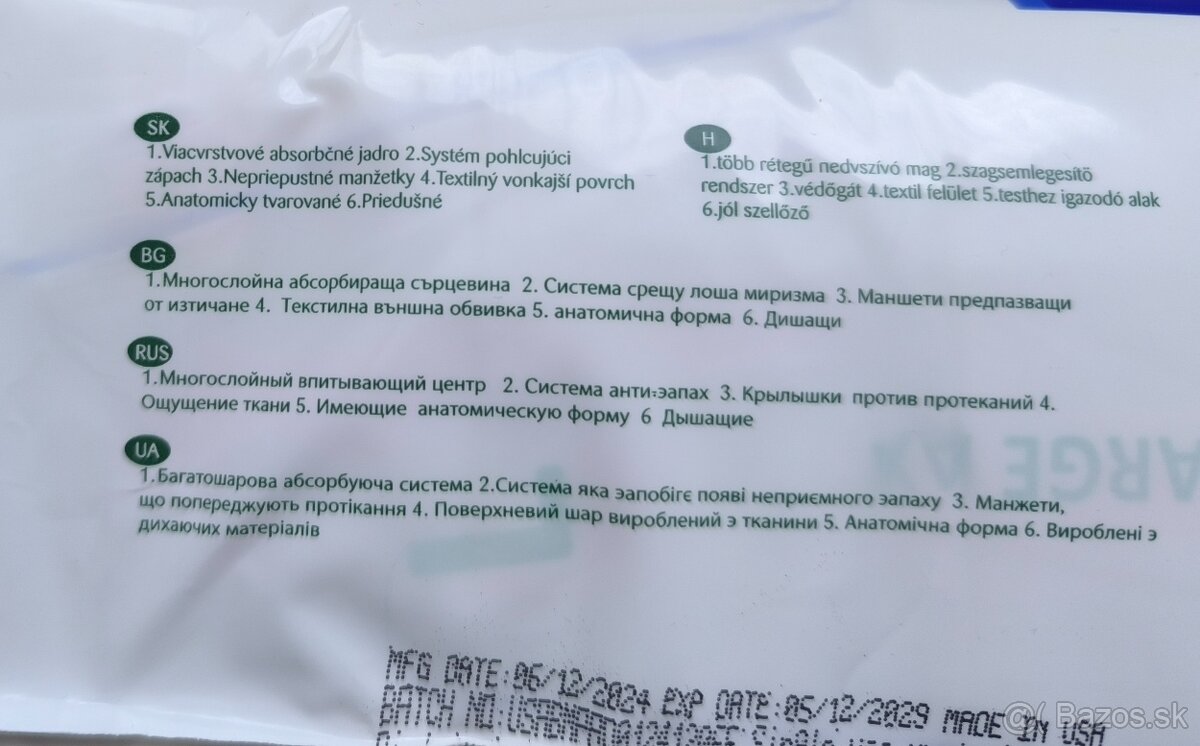 SK
1.Viacvrstvové absorbčné jadro 2.Systém pohlcujúci
zápach 3.Nepriepustné manžetky 4.Textilný vonkajší povrch
5.Anatomicky tvarované 6.Priedušné
H
1.több rétegű nedvszívó mag 2.szagsemlegesítő
rendszer 3.védőgát 4.textil felület 5.testhez igazodó alak
6.jól szellőző
BG
1.Многослойна абсорбираща сърцевина 2. Система срещу лоша миризма 3. Маншети предпазващи
от изтичане 4. Текстилна външна обвивка 5. анатомична форма 6. Дишащи
RUS
1.Многослойный впитывающий центр 2. Система анти-эапах 3. Крылышки против протеканий 4.
Ощущение ткани 5. Имеющие анатомическую форму 6 Дышащие
UA
1.Багатошарова абсорбуюча система 2.Система яка эапобігє появі неприємного эапаху 3. Манжети,
що попереджують протікання 4. Поверхневий шар вироблений э тканини 5. Анатомічна форма 6. Вироблені э
дихаючих матеріалів
ARGE
MFG DATE:06/12/2024 EXP DATE:05/12/2029 MADE IN USA
BATCH NO:
Bazos.sk